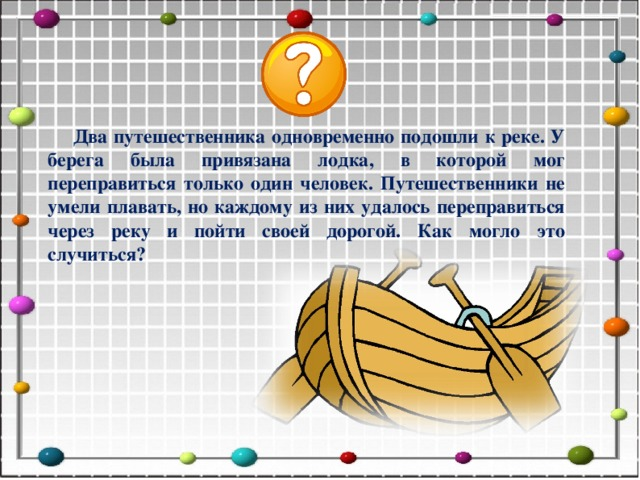 ?
Два путешественника одновременно подошли к реке. У
берега была привязана лодка, в которой мог
переправиться только один человек. Путешественники не
умели плавать, но каждому из них удалось переправиться
через реку и пойти своей дорогой. Как могло это
случиться?